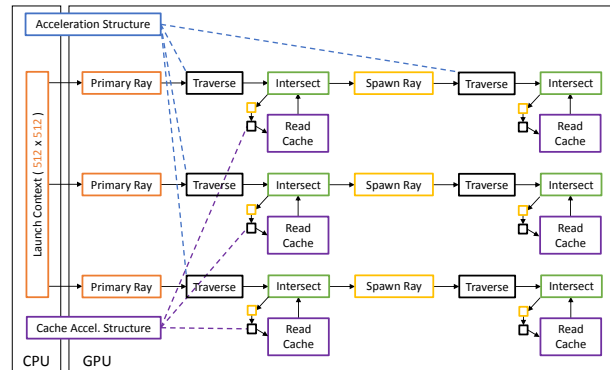 Acceleration Structure
Launch Context ( 512 x 512 )
Primary Ray
Traverse
Intersect
Spawn Ray
Traverse
Intersect
Read
Cache
Read
Cache
Primary Ray
Traverse
Intersect
Spawn Ray
Traverse
Intersect
Read
Cache
Read
Cache
Primary Ray
Traverse
Intersect
Spawn Ray
Traverse
Intersect
Cache Accel. Structure
Read
Cache
Read
Cache
CPU
GPU